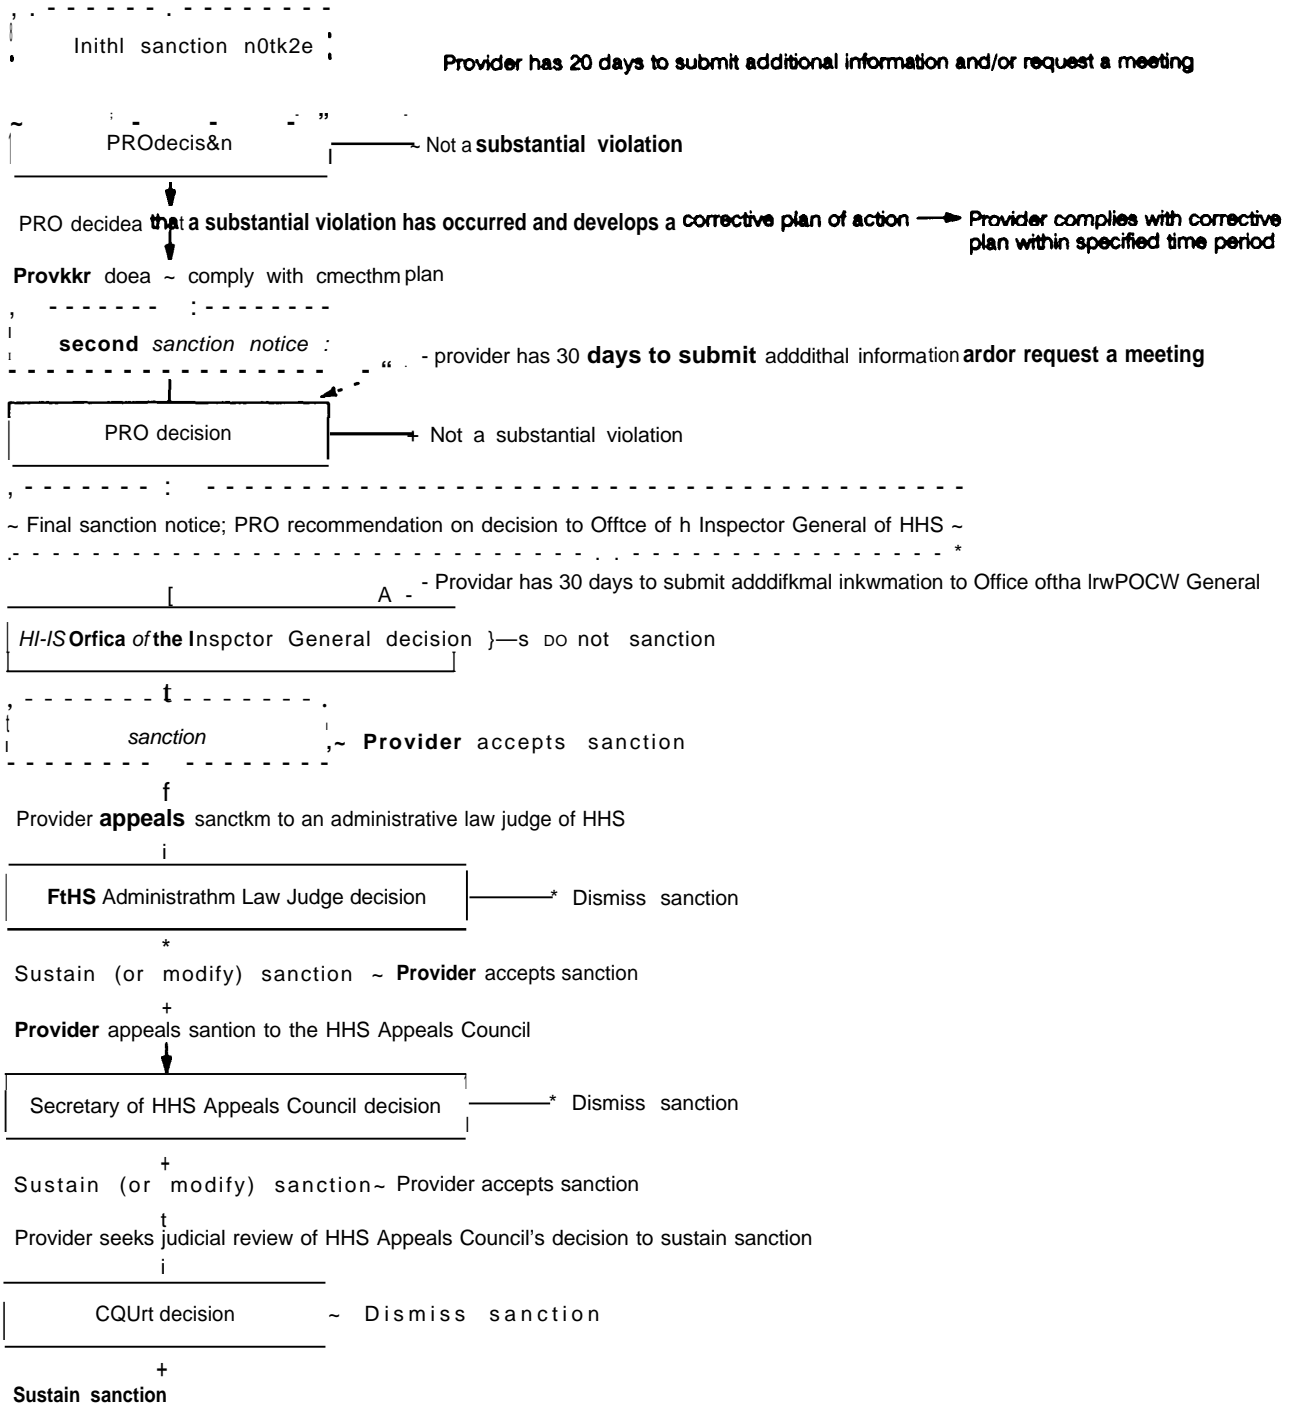 Inithl sanction n0tk2e
Provider has 20 days to submit additional information and/or request a meeting
PROdecis&n
~ Not a substantial violation
PRO decidea that a substantial violation has occurred and develops a corrective plan of action
Provider complies with corrective
plan within specified time period
Provkkr doea ~ comply with cmecthm plan
second sanction notice :
- provider has 30 days to submit adddithal information ardor request a meeting
PRO decision
+ Not a substantial violation
~ Final sanction notice; PRO recommendation on decision to Offtce of h Inspector General of HHS ~
- Providar has 30 days to submit adddifkmal inkwmation to Office oftha lrwPOCW General
HI-IS Orfica of the Inspctor General decision }—s DO not sanction
sanction
~ Provider accepts sanction
Provider appeals sanctkm to an administrative law judge of HHS
FtHS Administrathm Law Judge decision
* Dismiss sanction
Sustain (or modify) sanction ~ Provider accepts sanction
Provider appeals santion to the HHS Appeals Council
Secretary of HHS Appeals Council decision
* Dismiss sanction
Sustain (or modify) sanction~ Provider accepts sanction
Provider seeks judicial review of HHS Appeals Council's decision to sustain sanction
CQUrt decision
~ Dismiss sanction
Sustain sanction